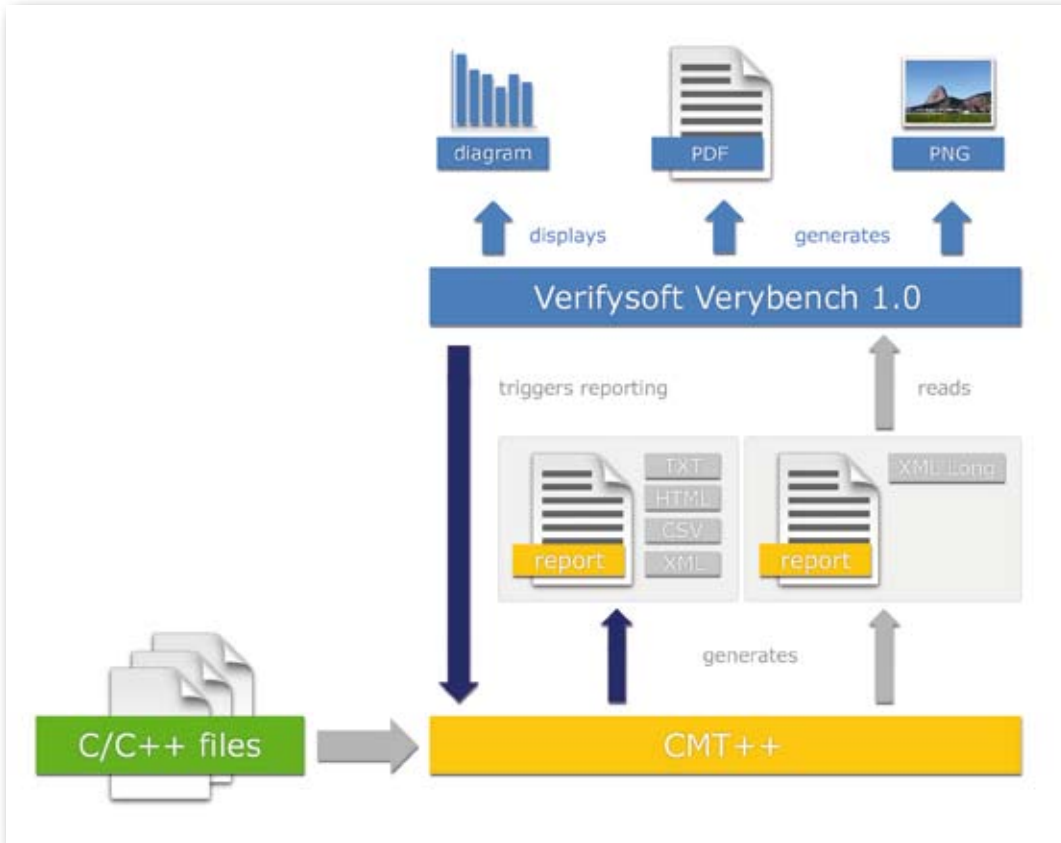 diagram
PDF
PNG
displays
generates
Verifysoft Verybench 1.0
triggers reporting
reads
TXT
HTML
CSV
XML
report
XML Long
report
generates
C/C++ files
CMT++